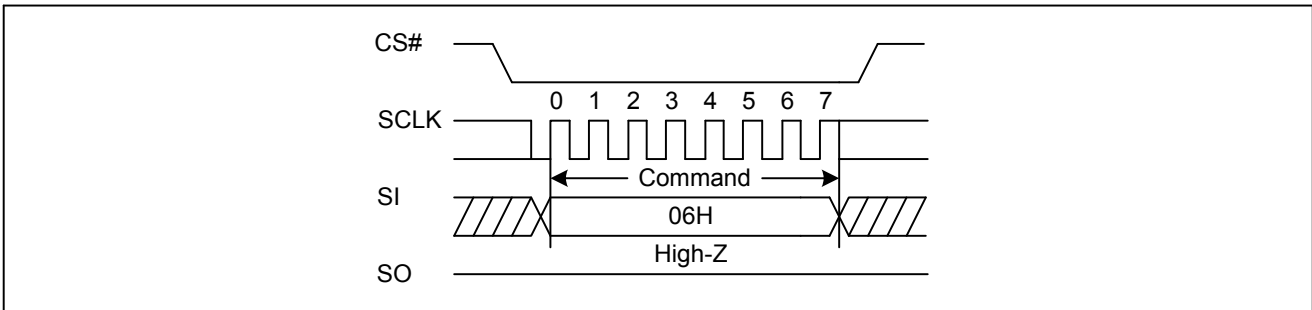 CS#
0 1 2 3 4 5 6 7
SCLK
Command
SI
06H
High-Z
SO